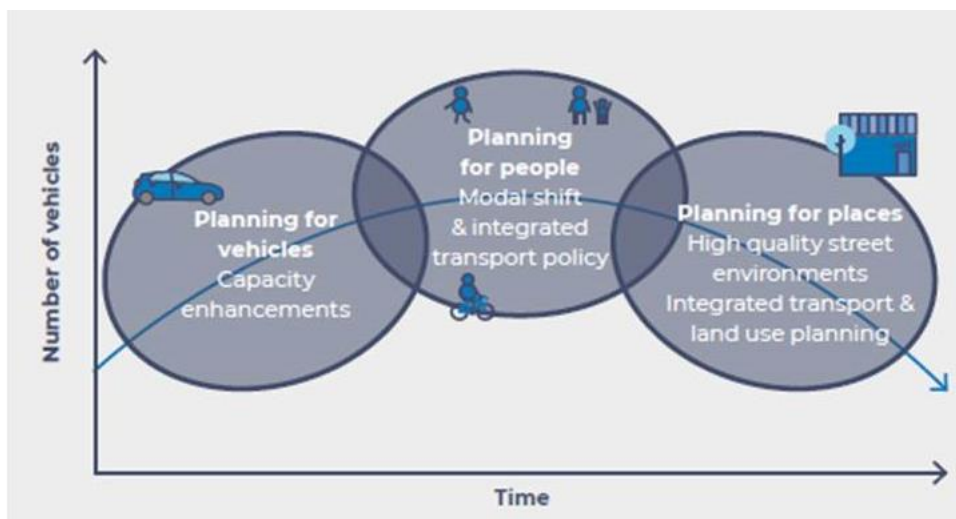 Number of vehicles
Planning for
vehicles
Capacity
enhancements
Planning
for people
Modal shift
& integrated
transport policy
Planning for places
High quality street
environments
Integrated transport &
land use planning
Time